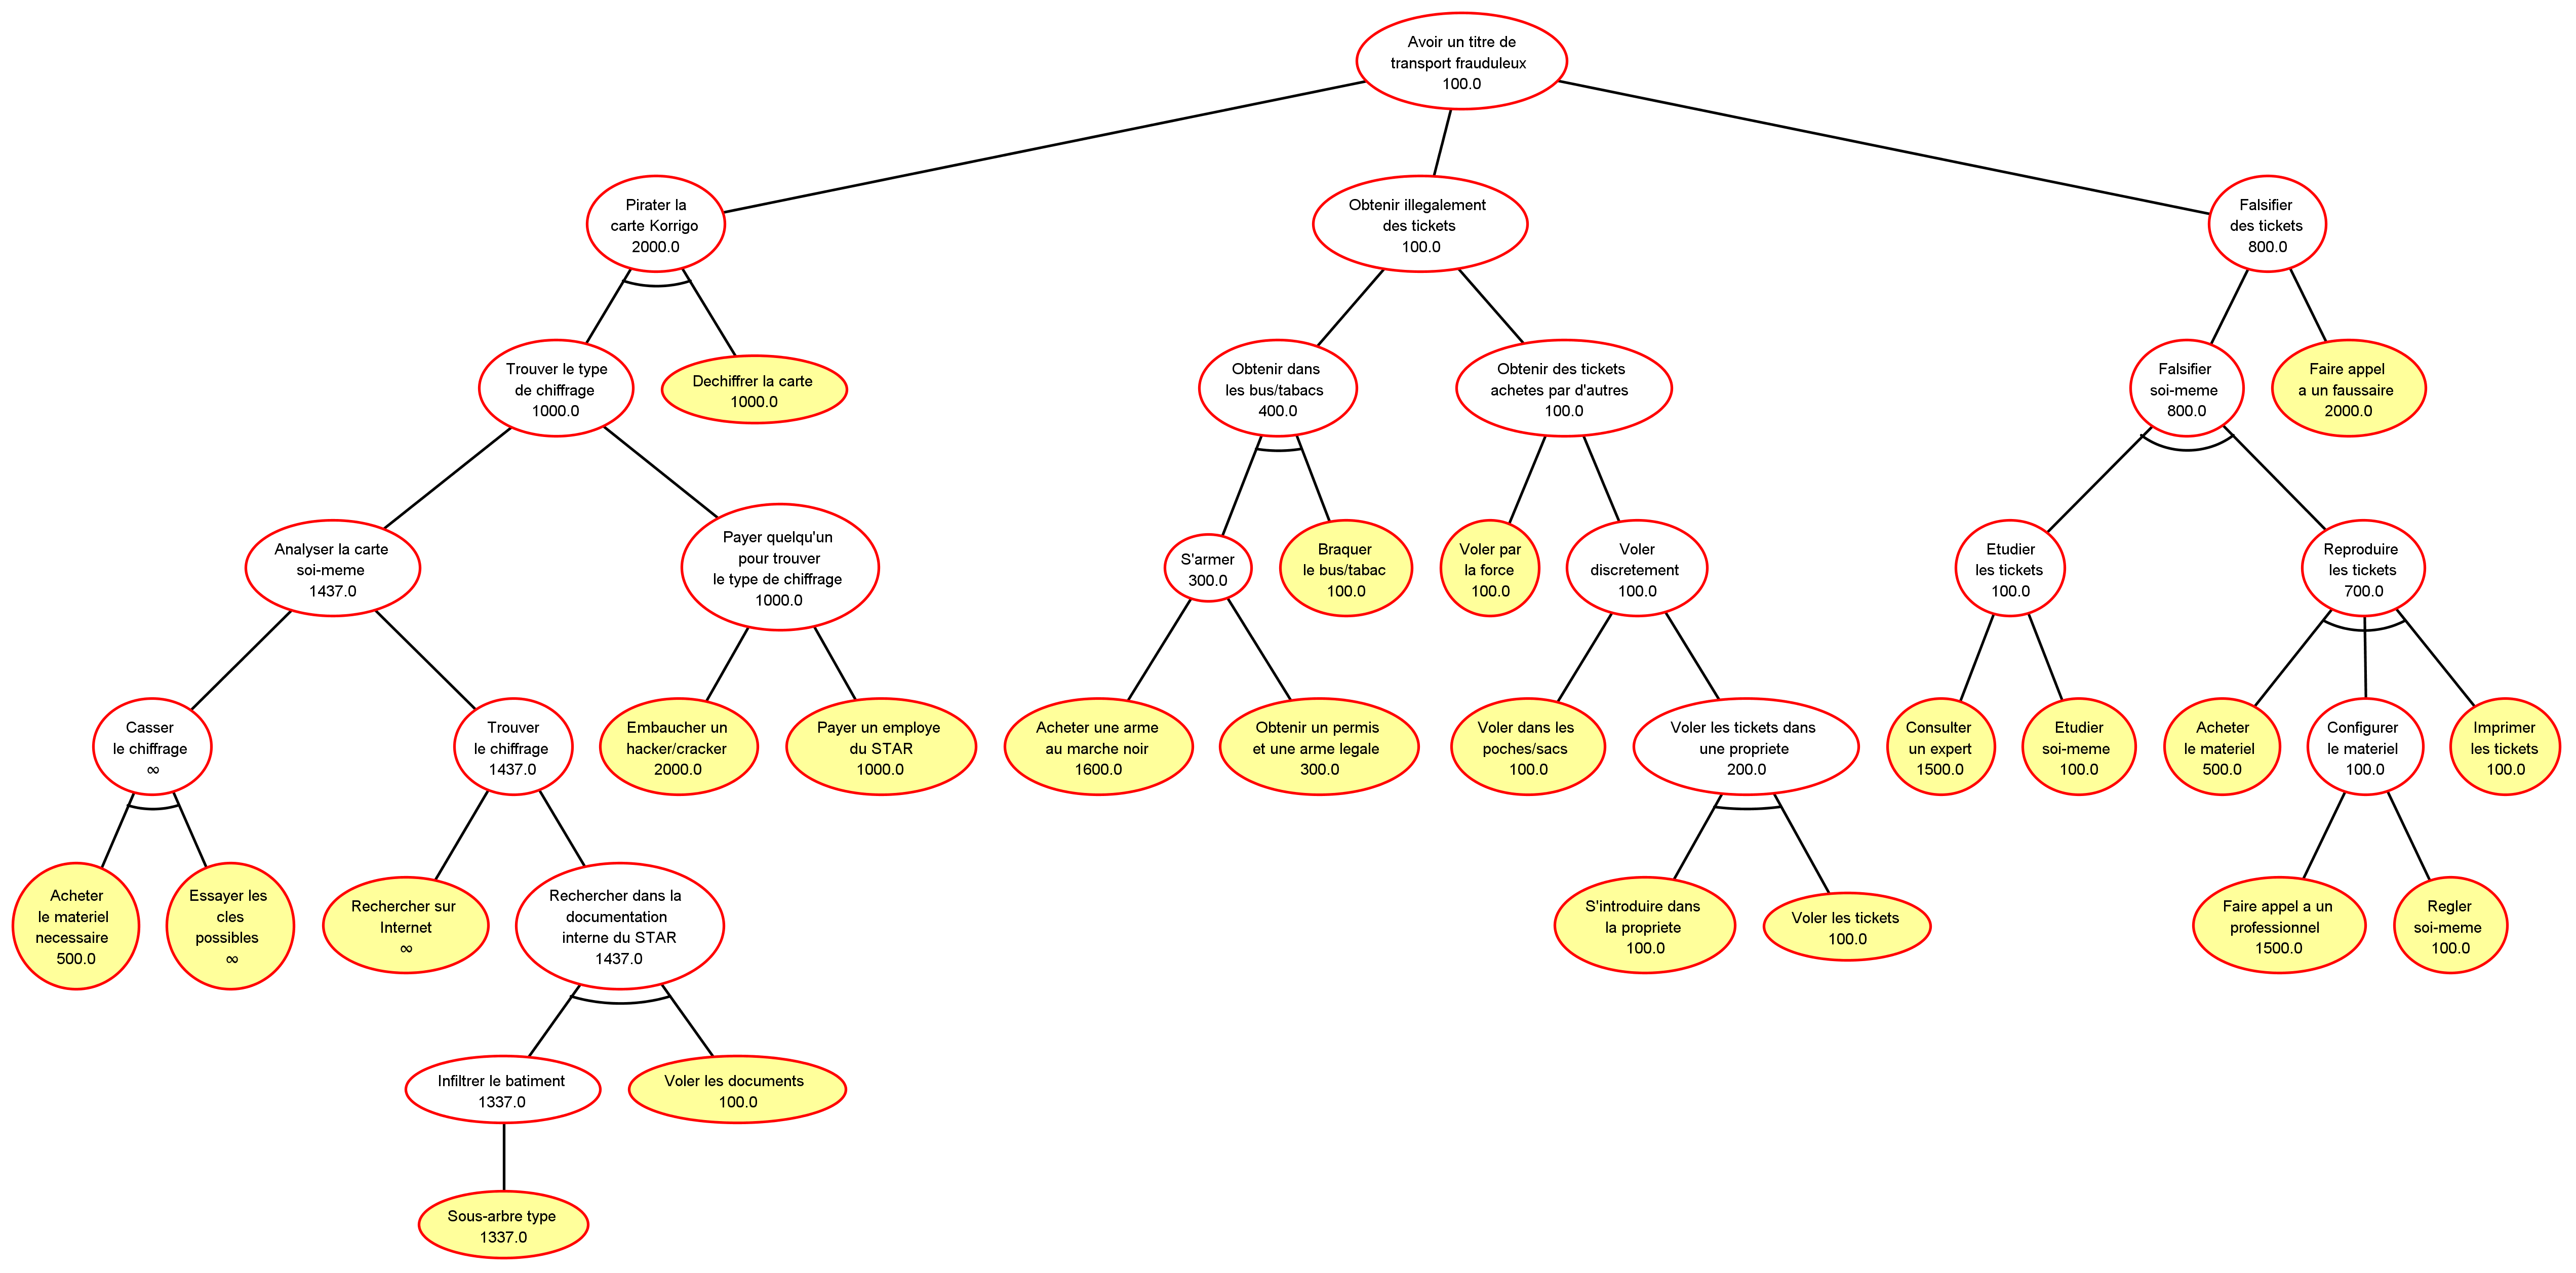 Avoir un titre de
transport frauduleux
100.0
Pirater la
carte Korrigo
2000.0
Obtenir illegalement
des tickets
100.0
Falsifier
des tickets
800.0
Trouver le type
de chiffrage
1000.0
Dechiffrer la carte
1000.0
Obtenir dans
les bus/tabacs
400.0
Obtenir des tickets
achetes par d'autres
100.0
Falsifier
soi-meme
800.0
Faire appel
a un faussaire
2000.0
Analyser la carte
soi-meme
1437.0
Payer quelqu'un
pour trouver
le type de chiffrage
1000.0
S'armer
300.0
Braquer
le bus/tabac
100.0
Voler par
la force
100.0
Voler
discretement
100.0
Etudier
les tickets
100.0
Reproduire
les tickets
700.0
Casser
le chiffrage
∞
Trouver
le chiffrage
1437.0
Embaucher un
hacker/cracker
2000.0
Payer un employe
du STAR
1000.0
Acheter une arme
au marche noir
1600.0
Obtenir un permis
et une arme legale
300.0
Voler dans les
poches/sacs
100.0
Voler les tickets dans
une propriete
200.0
Consulter
un expert
1500.0
Etudier
soi-meme
100.0
Acheter
le materiel
500.0
Configurer
le materiel
100.0
Imprimer
les tickets
100.0
Acheter
le materiel
necessaire
500.0
Essayer les
cles
possibles
∞
Rechercher sur
Internet
∞
Rechercher dans la
documentation
interne du STAR
1437.0
S'introduire dans
la propriete
100.0
Voler les tickets
100.0
Faire appel a un
professionnel
1500.0
Regler
soi-meme
100.0
Infiltrer le batiment
1337.0
Voler les documents
100.0
Sous-arbre type
1337.0